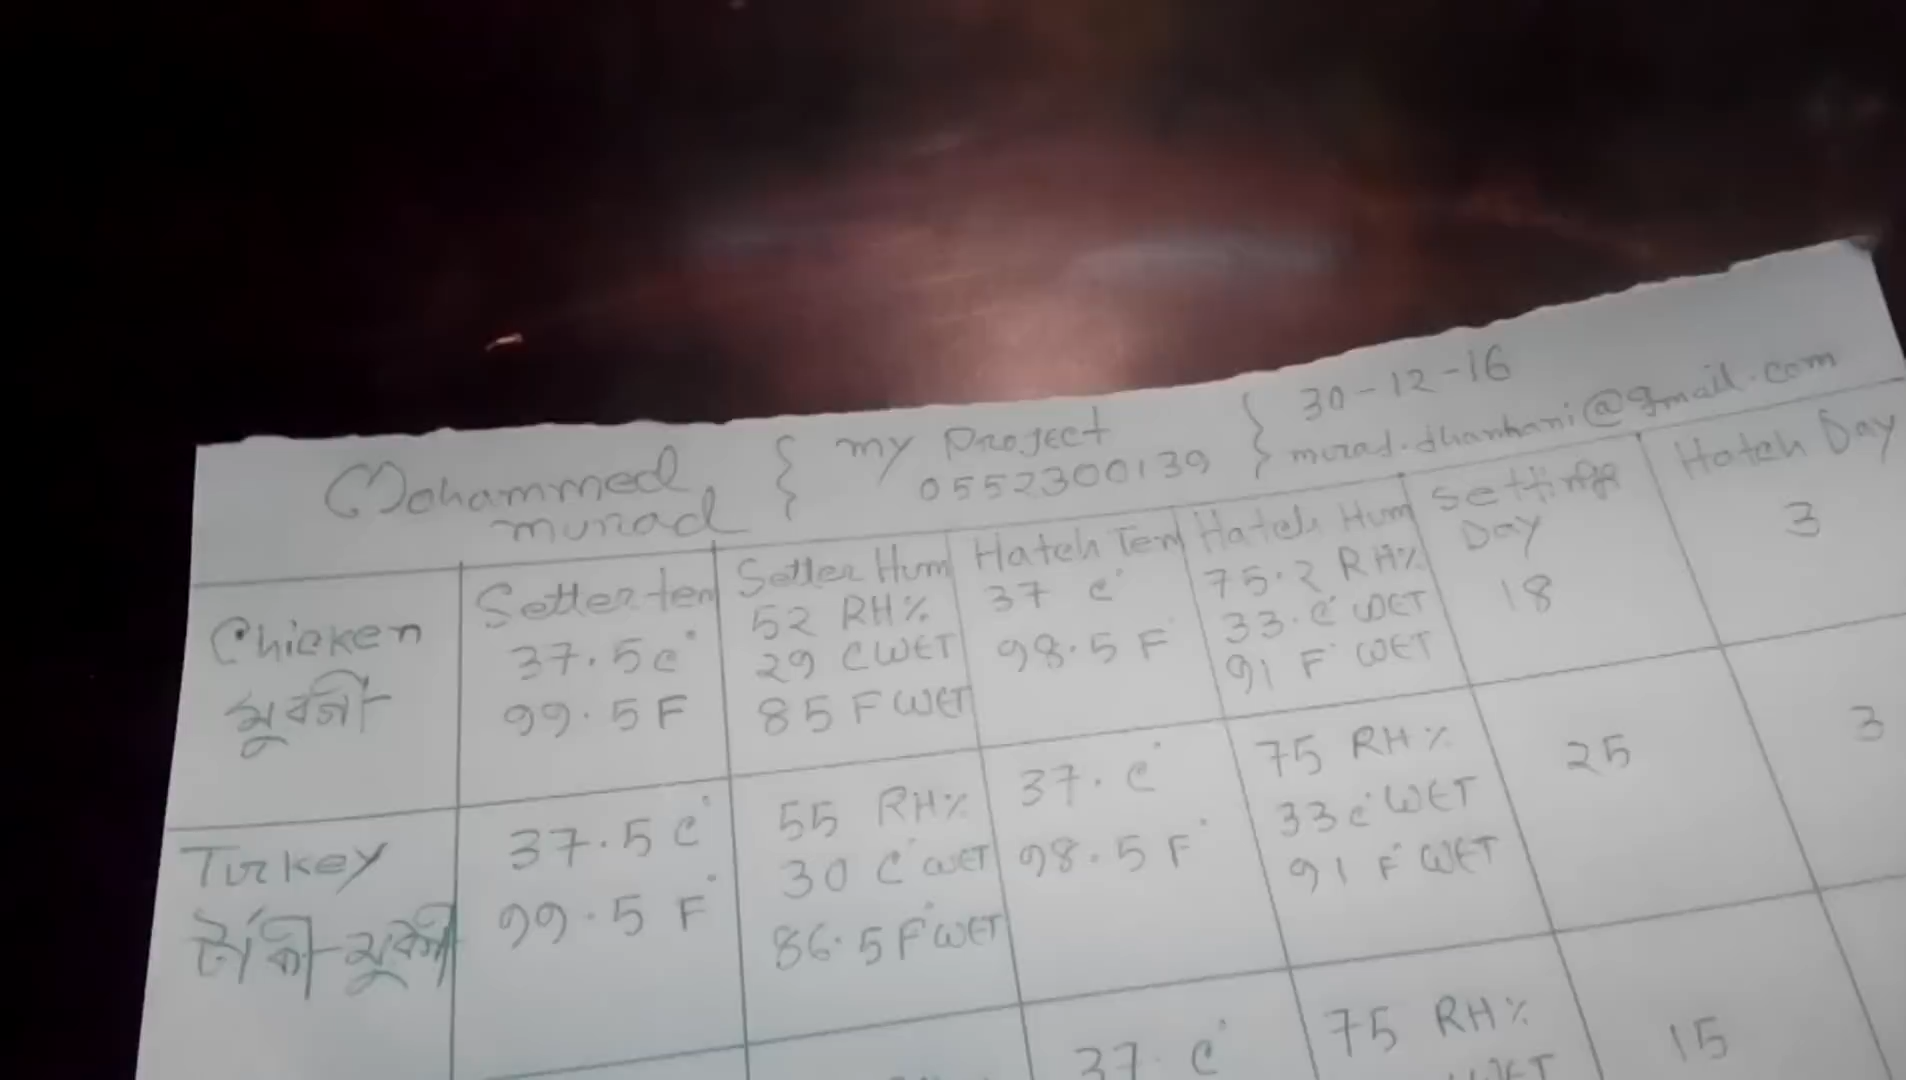 Mohammed murad { my Project 0552300139 } 30-12-16
murad.dhanhani@gmail.com
Setter tem Setter Hum Hatch Tem Hatch Hum Setting Day Hatch Day
Chicken
মুরগী
37.5 C°
99.5 F
52 RH%
29 C WET
85 F WET
37 C°
98.5 F°
75.2 RH%
33. C° WET
91 F° WET
18
3
Turkey
টার্কী মুরগী
37.5 C°
99.5 F°
55 RH%
30 C° WET
86.5 F° WET
37. C°
98.5 F°
75 RH%
33 C° WET
91 F° WET
25
3
37. C°
75 RH%
WET
15